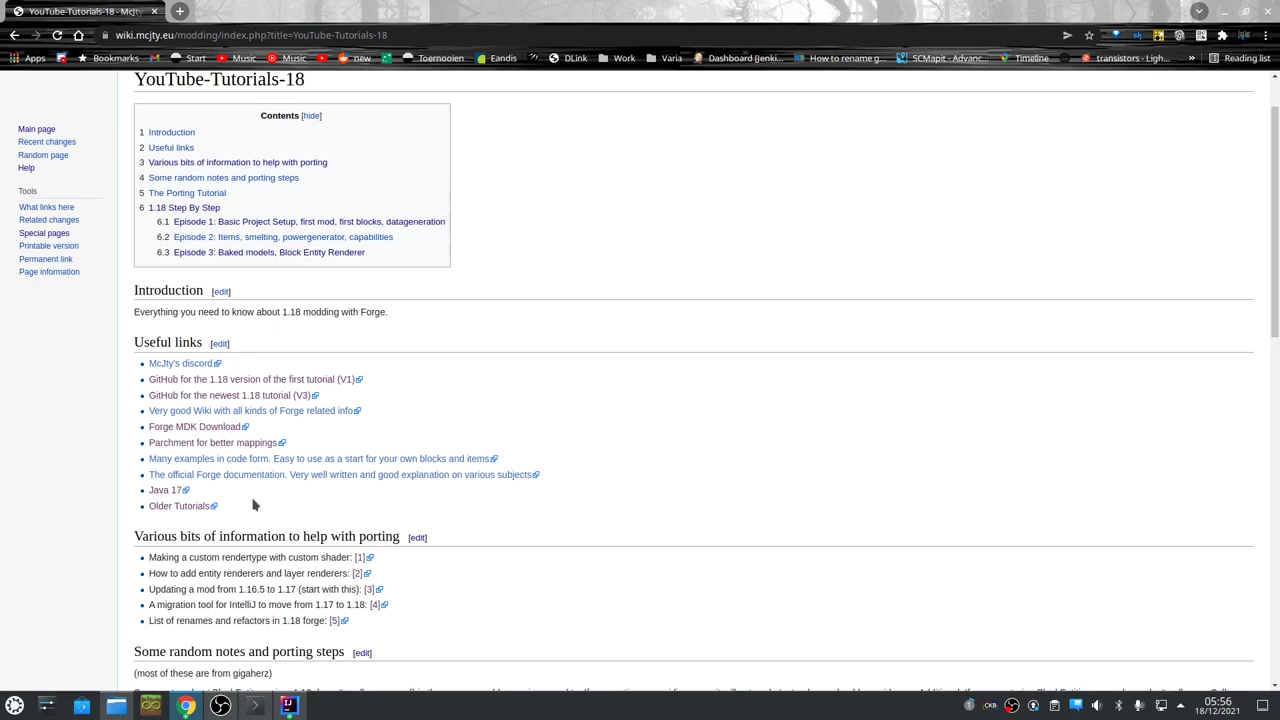 YouTube-Tutorials-18 - McJty
wiki.mcjty.eu/modding/index.php?title=YouTube-Tutorials-18
Apps Bookmarks Start Music Music new Toernooien Eandis DLink Work Varia Dashboard [Jenki... How to rename g... SCMapit - Advanc... Timeline transistors - Ligh... » Reading list
YouTube-Tutorials-18
Contents [hide]
1 Introduction
2 Useful links
3 Various bits of information to help with porting
4 Some random notes and porting steps
5 The Porting Tutorial
6 1.18 Step By Step
6.1 Episode 1: Basic Project Setup, first mod, first blocks, datageneration
6.2 Episode 2: Items, smelting, powergenerator, capabilities
6.3 Episode 3: Baked models, Block Entity Renderer
Main page
Recent changes
Random page
Help
Tools
What links here
Related changes
Special pages
Printable version
Permanent link
Page information
Introduction [edit]
Everything you need to know about 1.18 modding with Forge.
Useful links [edit]
McJty's discord
GitHub for the 1.18 version of the first tutorial (V1)
GitHub for the newest 1.18 tutorial (V3)
Very good Wiki with all kinds of Forge related info
Forge MDK Download
Parchment for better mappings
Many examples in code form. Easy to use as a start for your own blocks and items
The official Forge documentation. Very well written and good explanation on various subjects
Java 17
Older Tutorials
Various bits of information to help with porting [edit]
Making a custom rendertype with custom shader: [1]
How to add entity renderers and layer renderers: [2]
Updating a mod from 1.16.5 to 1.17 (start with this): [3]
A migration tool for IntelliJ to move from 1.17 to 1.18: [4]
List of renames and refactors in 1.18 forge: [5]
Some random notes and porting steps [edit]
(most of these are from gigaherz)
CKB
05:56
18/12/2021